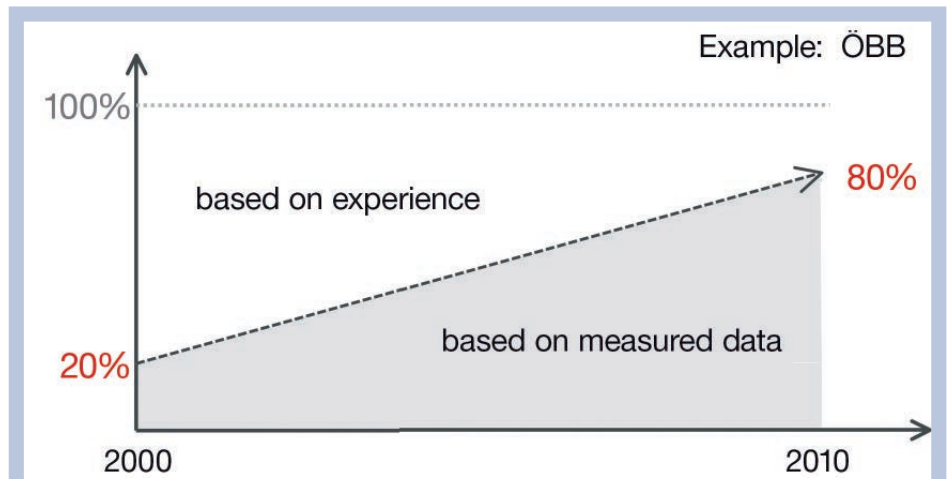 Example: ÖBB
100%
based on experience
80%
based on measured data
20%
2000 2010